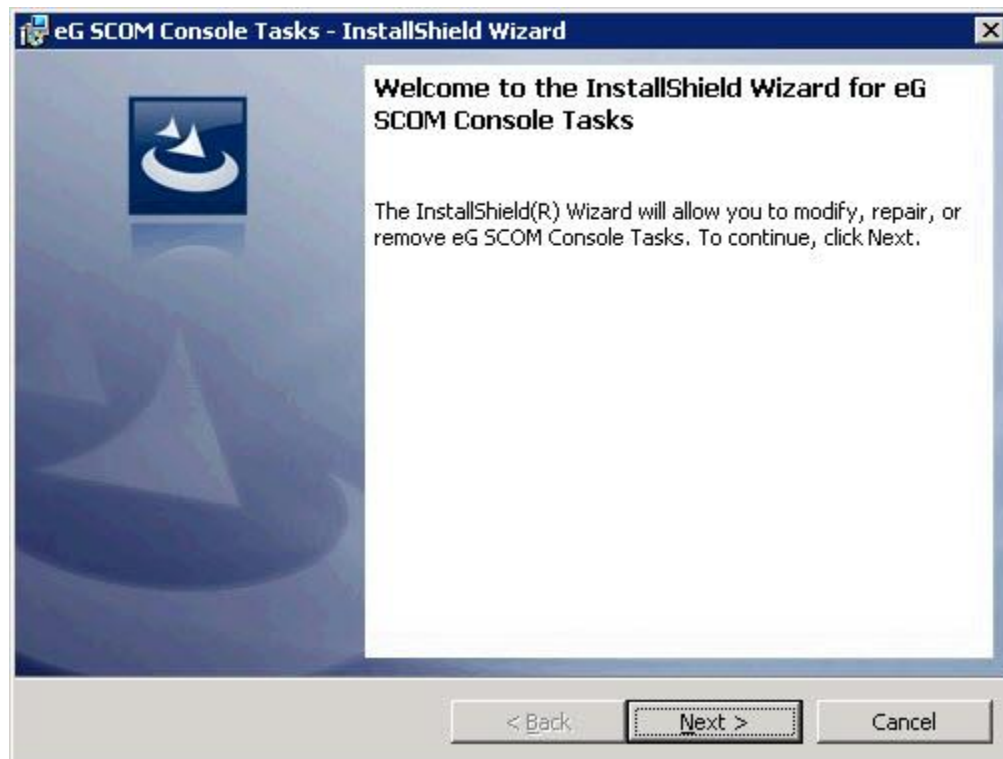 eG SCOM Console Tasks - InstallShield Wizard
Welcome to the InstallShield Wizard for eG
SCOM Console Tasks
The InstallShield(R) Wizard will allow you to modify, repair, or
remove eG SCOM Console Tasks. To continue, click Next.
< Back
Next >
Cancel